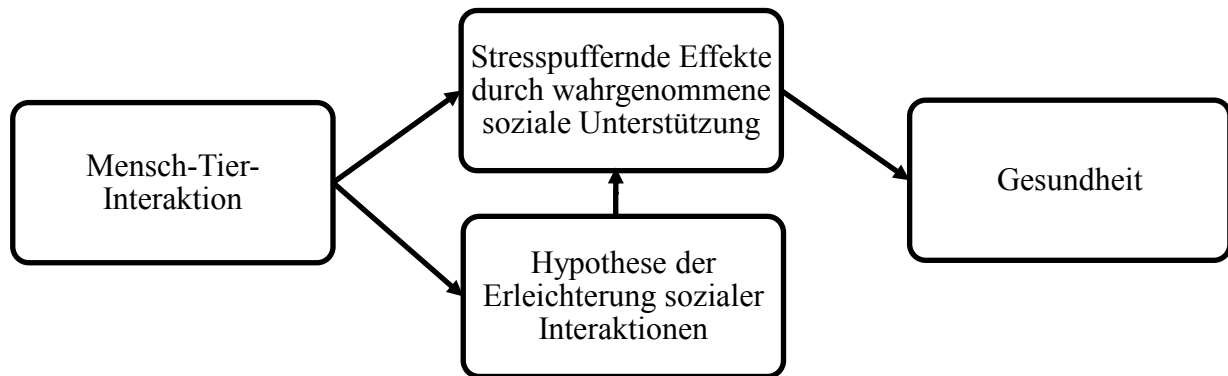 Mensch-Tier-
Interaktion
Stresspuffernde Effekte
durch wahrgenommene
soziale Unterstützung
Hypothese der
Erleichterung sozialer
Interaktionen
Gesundheit